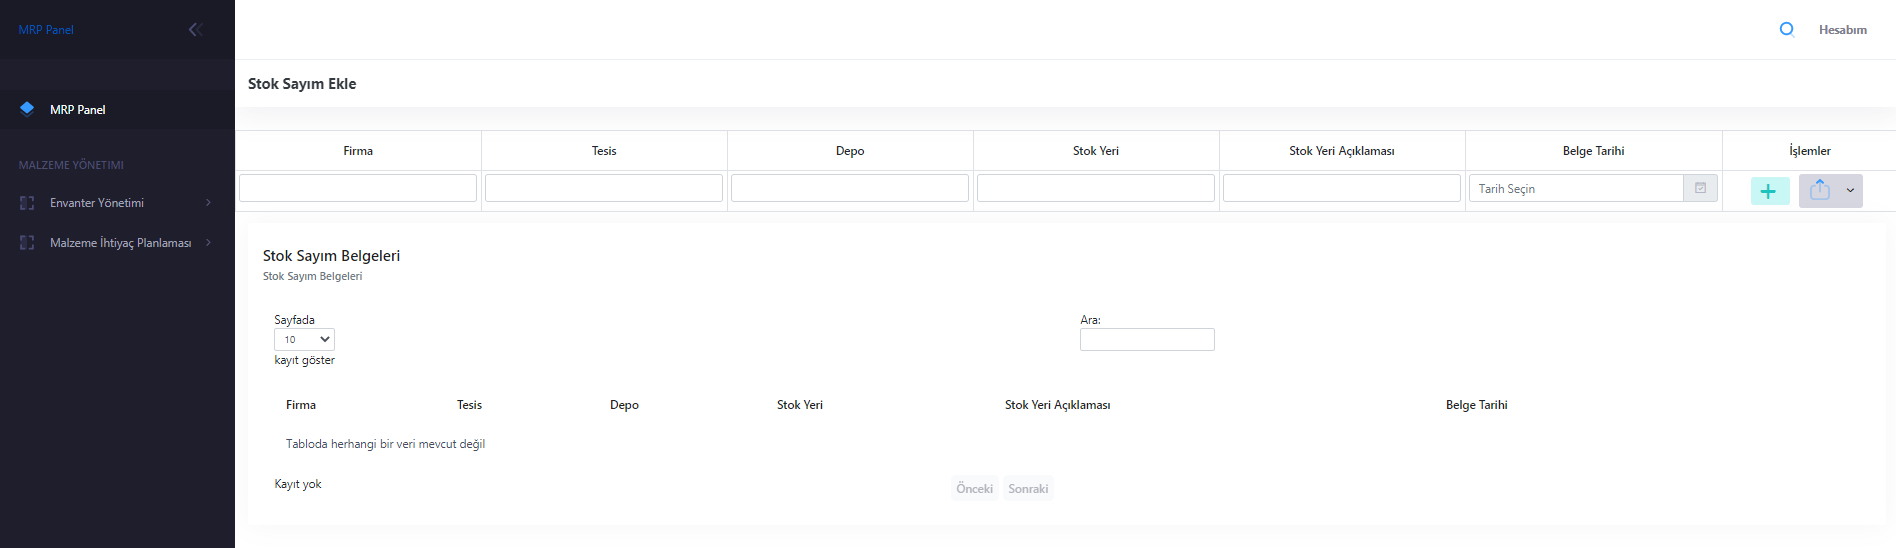 MRP Panel
Hesabım
Stok Sayım Ekle
MRP Panel
MALZEME YÖNETIMI
Envanter Yönetimi
Malzeme İhtiyaç Planlaması
Firma Tesis Depo Stok Yeri Stok Yeri Açıklaması Belge Tarihi İşlemler
Tarih Seçin
Stok Sayım Belgeleri
Stok Sayım Belgeleri
Sayfada
10
kayıt göster
Ara:
Firma Tesis Depo Stok Yeri Stok Yeri Açıklaması Belge Tarihi
Tabloda herhangi bir veri mevcut değil
Kayıt yok
Önceki Sonraki